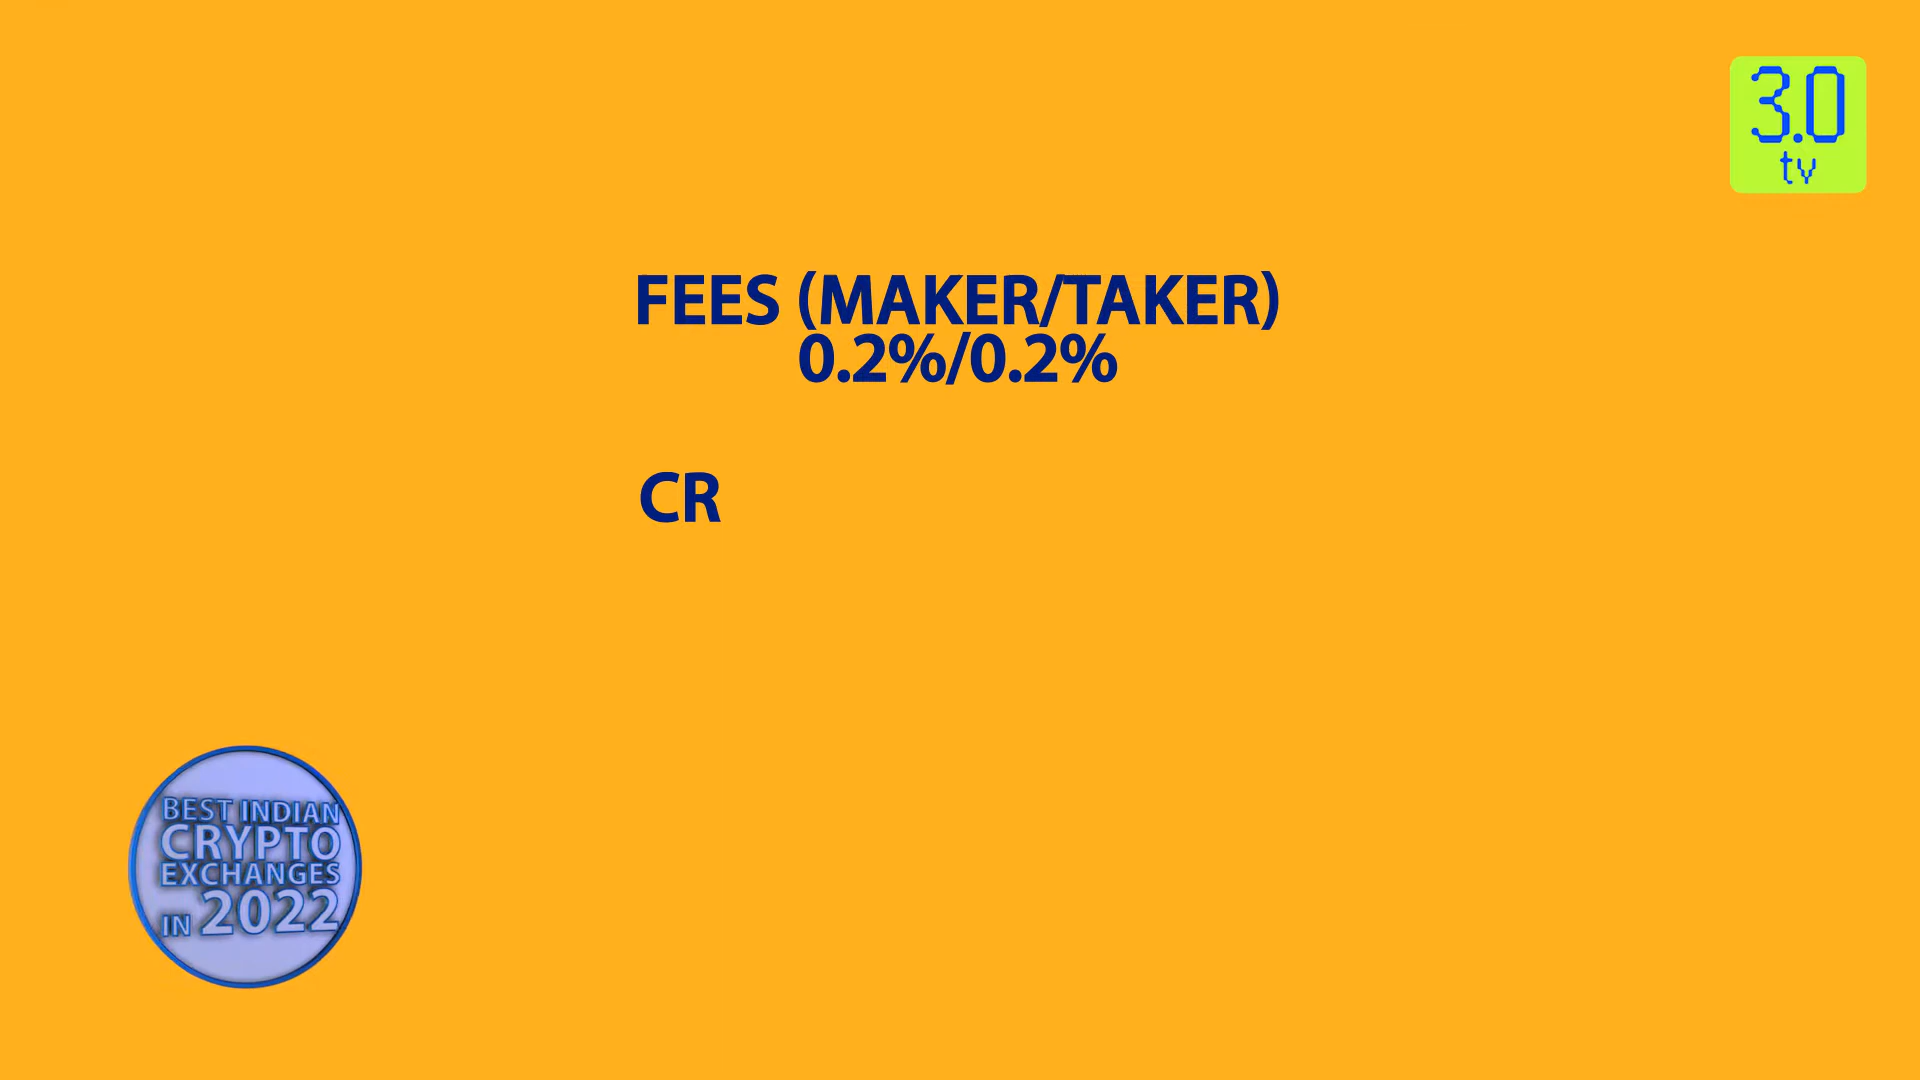 3.0
tv
FEES (MAKER/TAKER)
0.2%/0.2%
CR
BEST INDIAN
CRYPTO
EXCHANGES
IN 2022